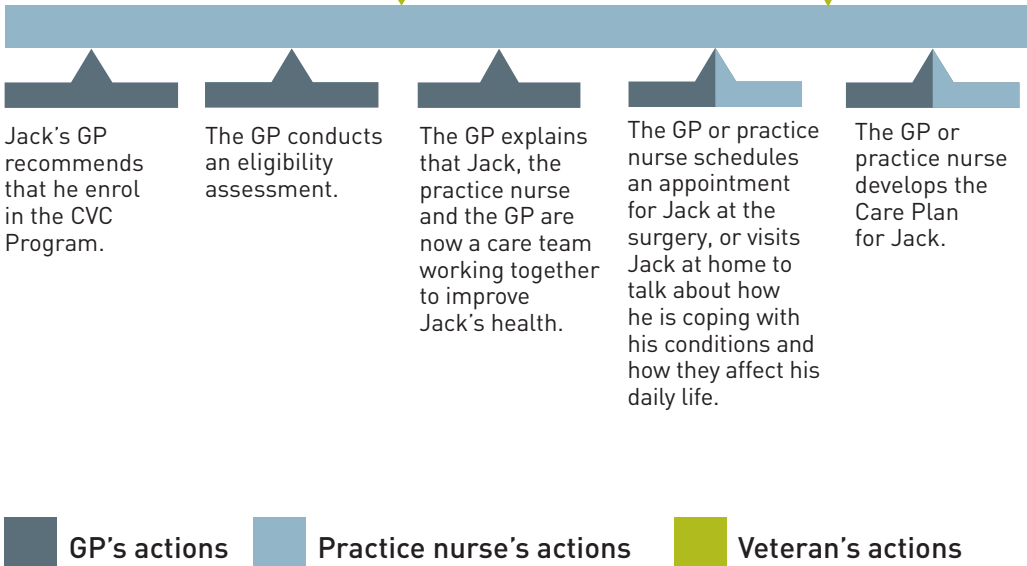 Jack's GP
recommends
that he enrol
in the CVC
Program.
The GP conducts
an eligibility
assessment.
The GP explains
that Jack, the
practice nurse
and the GP are
now a care team
working together
to improve
Jack's health.
The GP or practice
nurse schedules
an appointment
for Jack at the
surgery, or visits
Jack at home to
talk about how
he is coping with
his conditions and
how they affect his
daily life.
The GP or
practice nurse
develops the
Care Plan
for Jack.
GP's actions
Practice nurse's actions
Veteran's actions